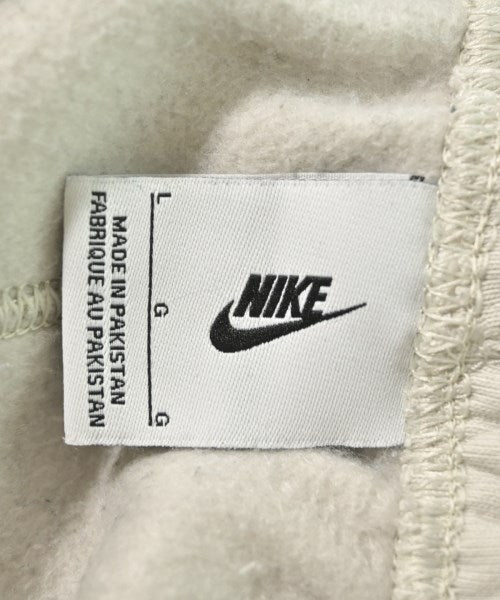 NIKE
L G G
MADE IN PAKISTAN
FABRIQUE AU PAKISTAN